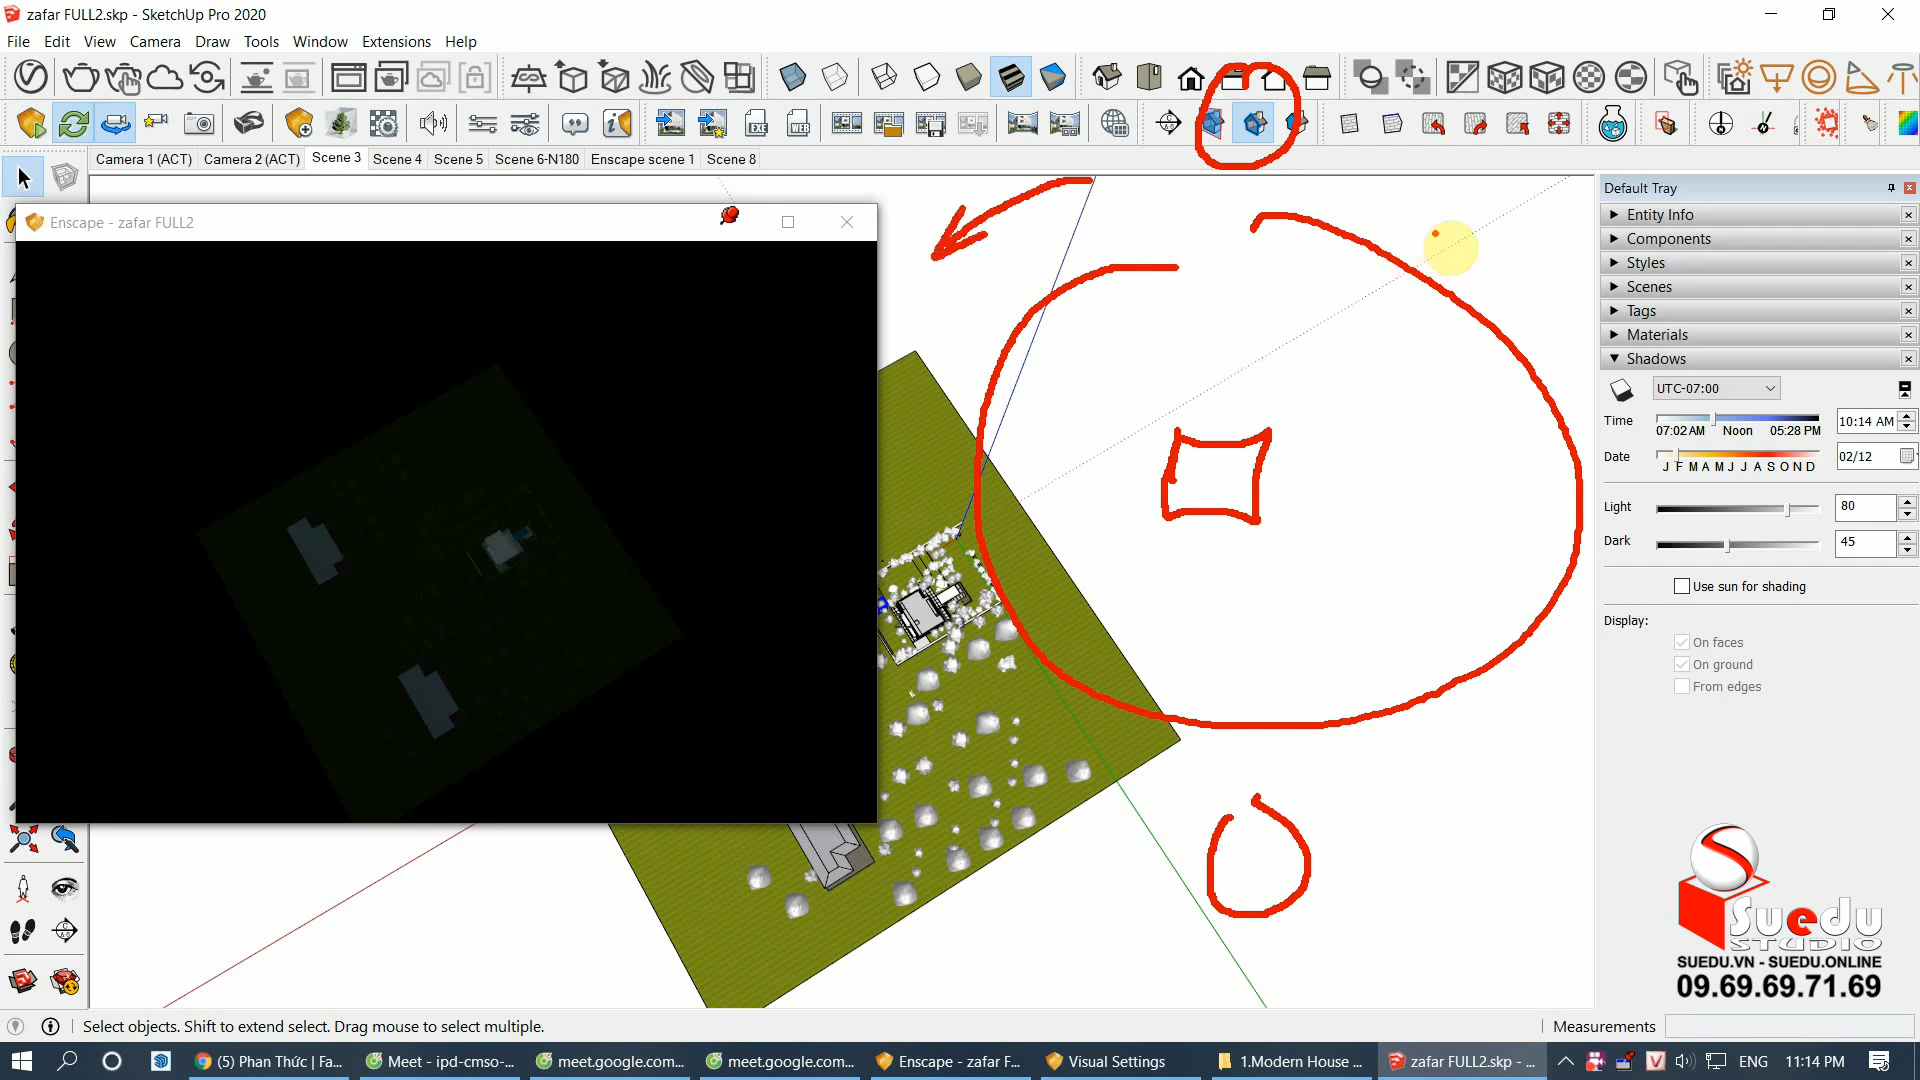 zafar FULL2.skp - SketchUp Pro 2020
File Edit View Camera Draw Tools Window Extensions Help
EXE WEB
Camera 1 (ACT) Camera 2 (ACT) Scene 3 Scene 4 Scene 5 Scene 6-N180 Enscape scene 1 Scene 8
Enscape - zafar FULL2
Default Tray
Entity Info
Components
Styles
Scenes
Tags
Materials
Shadows
UTC-07:00
Time 10:14 AM
07:02 AM Noon 05:28 PM
Date 02/12
J F M A M J J A S O N D
Light 80
Dark 45
Use sun for shading
Display:
On faces
On ground
From edges
Suedu
STUDIO
SUEDU.VN - SUEDU.ONLINE
09.69.69.71.69
Select objects. Shift to extend select. Drag mouse to select multiple.
Measurements
(5) Phan Thức | Fa... Meet - ipd-cmso-... meet.google.com... meet.google.com... Enscape - zafar F... Visual Settings 1.Modern House ... zafar FULL2.skp - ... ENG 11:14 PM